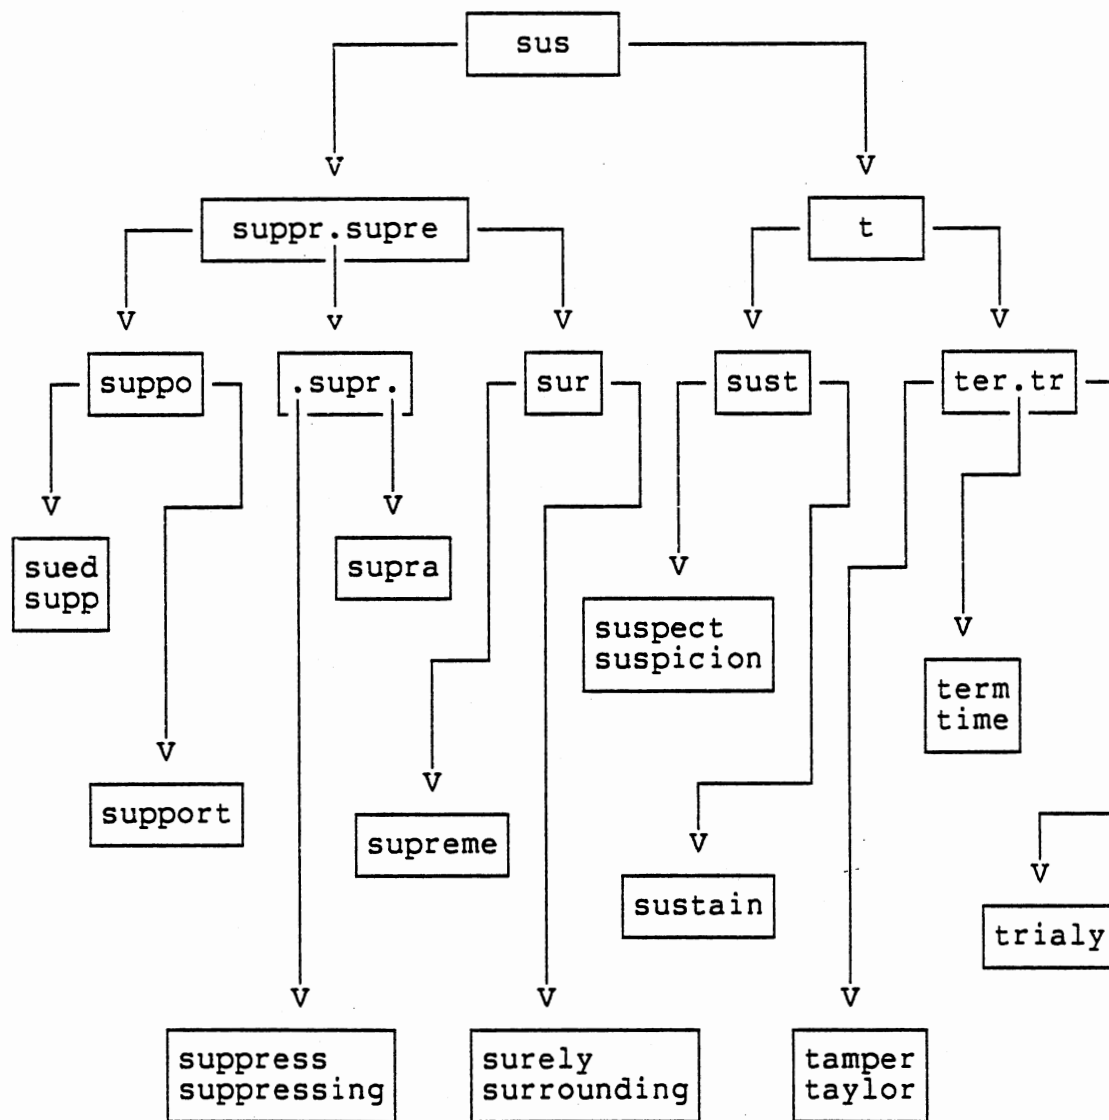 sus
suppr.supre
t
suppo
.supr.
sur
sust
ter.tr
sued
supp
supra
suspect
suspicion
term
time
support
supreme
sustain
trialy
suppress
suppressing
surely
surrounding
tamper
taylor